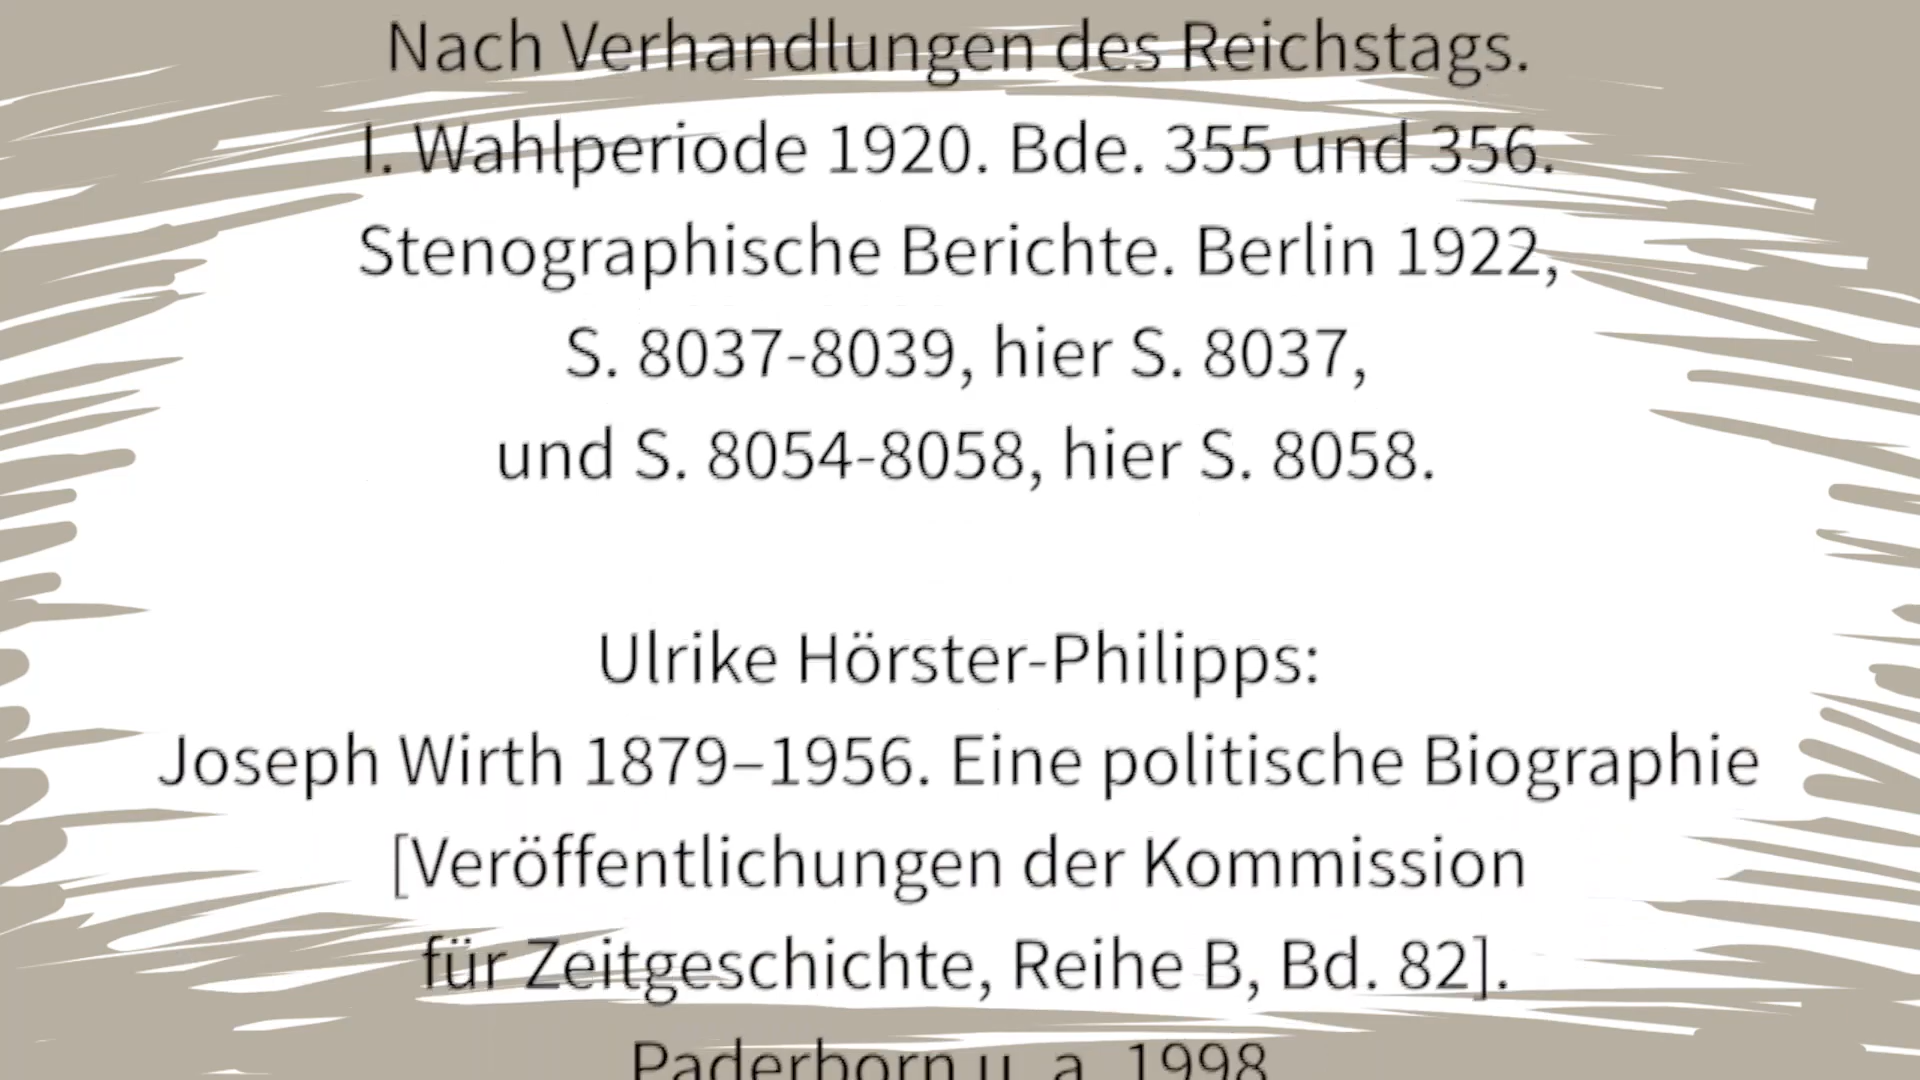 Nach Verhandlungen des Reichstags.
I. Wahlperiode 1920. Bde. 355 und 356.
Stenographische Berichte. Berlin 1922,
S. 8037-8039, hier S. 8037,
und S. 8054-8058, hier S. 8058.
Ulrike Hörster-Philipps:
Joseph Wirth 1879–1956. Eine politische Biographie
[Veröffentlichungen der Kommission
für Zeitgeschichte, Reihe B, Bd. 82].
Paderborn u. a. 1998